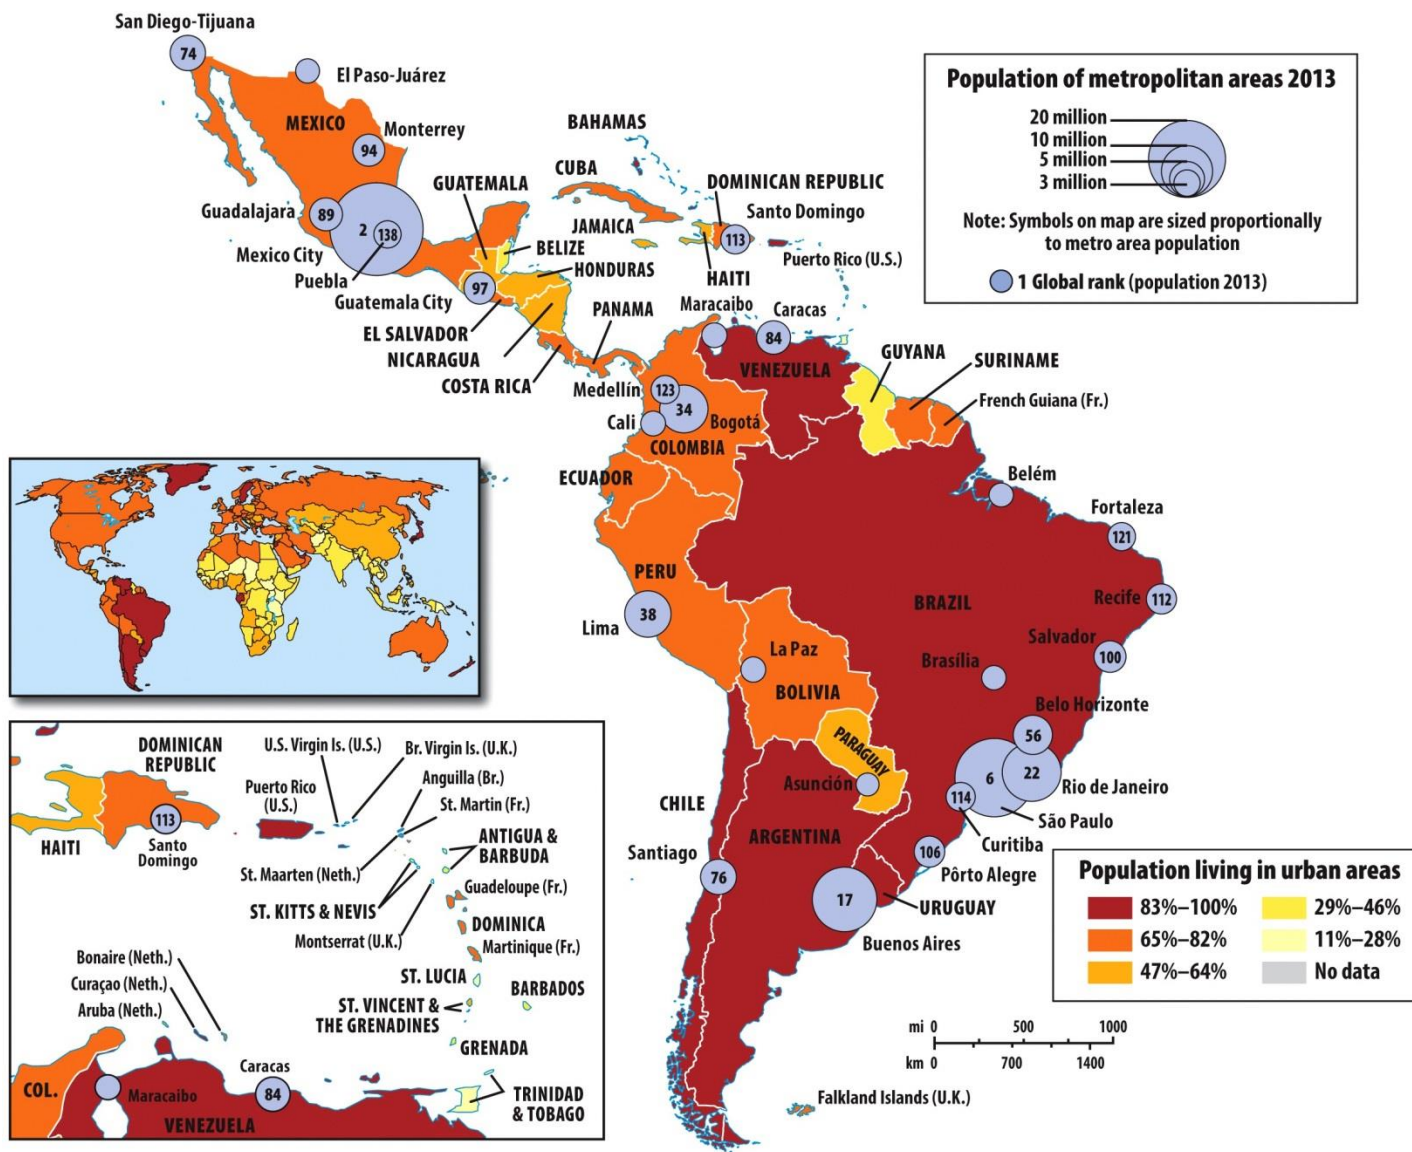 San Diego-Tijuana
74
El Paso-Juárez
MEXICO
Monterrey
94
Guadalajara
89
2
138
Mexico City
Puebla
GUATEMALA
BELIZE
HONDURAS
Guatemala City
97
EL SALVADOR
NICARAGUA
COSTA RICA
PANAMA
BAHAMAS
CUBA
JAMAICA
HAITI
DOMINICAN REPUBLIC
Santo Domingo
113
Puerto Rico (U.S.)
Maracaibo
Caracas
84
VENEZUELA
GUYANA
SURINAME
French Guiana (Fr.)
Medellín
123
34
Cali
Bogotá
COLOMBIA
ECUADOR
PERU
38
Lima
Belém
Fortaleza
121
BRAZIL
Recife
112
Salvador
100
Brasília
La Paz
BOLIVIA
Belo Horizonte
56
6
22
Rio de Janeiro
São Paulo
114
Curitiba
PARAGUAY
Asunción
CHILE
ARGENTINA
Santiago
76
106
Pôrto Alegre
17
URUGUAY
Buenos Aires
Falkland Islands (U.K.)
Population of metropolitan areas 2013
20 million
10 million
5 million
3 million
Note: Symbols on map are sized proportionally
to metro area population
1 Global rank (population 2013)
Population living in urban areas
83%–100%
65%–82%
47%–64%
29%–46%
11%–28%
No data
mi 0 500 1000
km 0 700 1400
DOMINICAN
REPUBLIC
113
Santo
Domingo
HAITI
Puerto Rico
(U.S.)
U.S. Virgin Is. (U.S.)
Br. Virgin Is. (U.K.)
Anguilla (Br.)
St. Martin (Fr.)
St. Maarten (Neth.)
ANTIGUA &
BARBUDA
ST. KITTS & NEVIS
Guadeloupe (Fr.)
Montserrat (U.K.)
DOMINICA
Martinique (Fr.)
ST. LUCIA
BARBADOS
ST. VINCENT &
THE GRENADINES
GRENADA
TRINIDAD
& TOBAGO
Bonaire (Neth.)
Curaçao (Neth.)
Aruba (Neth.)
COL.
Maracaibo
Caracas
84
VENEZUELA